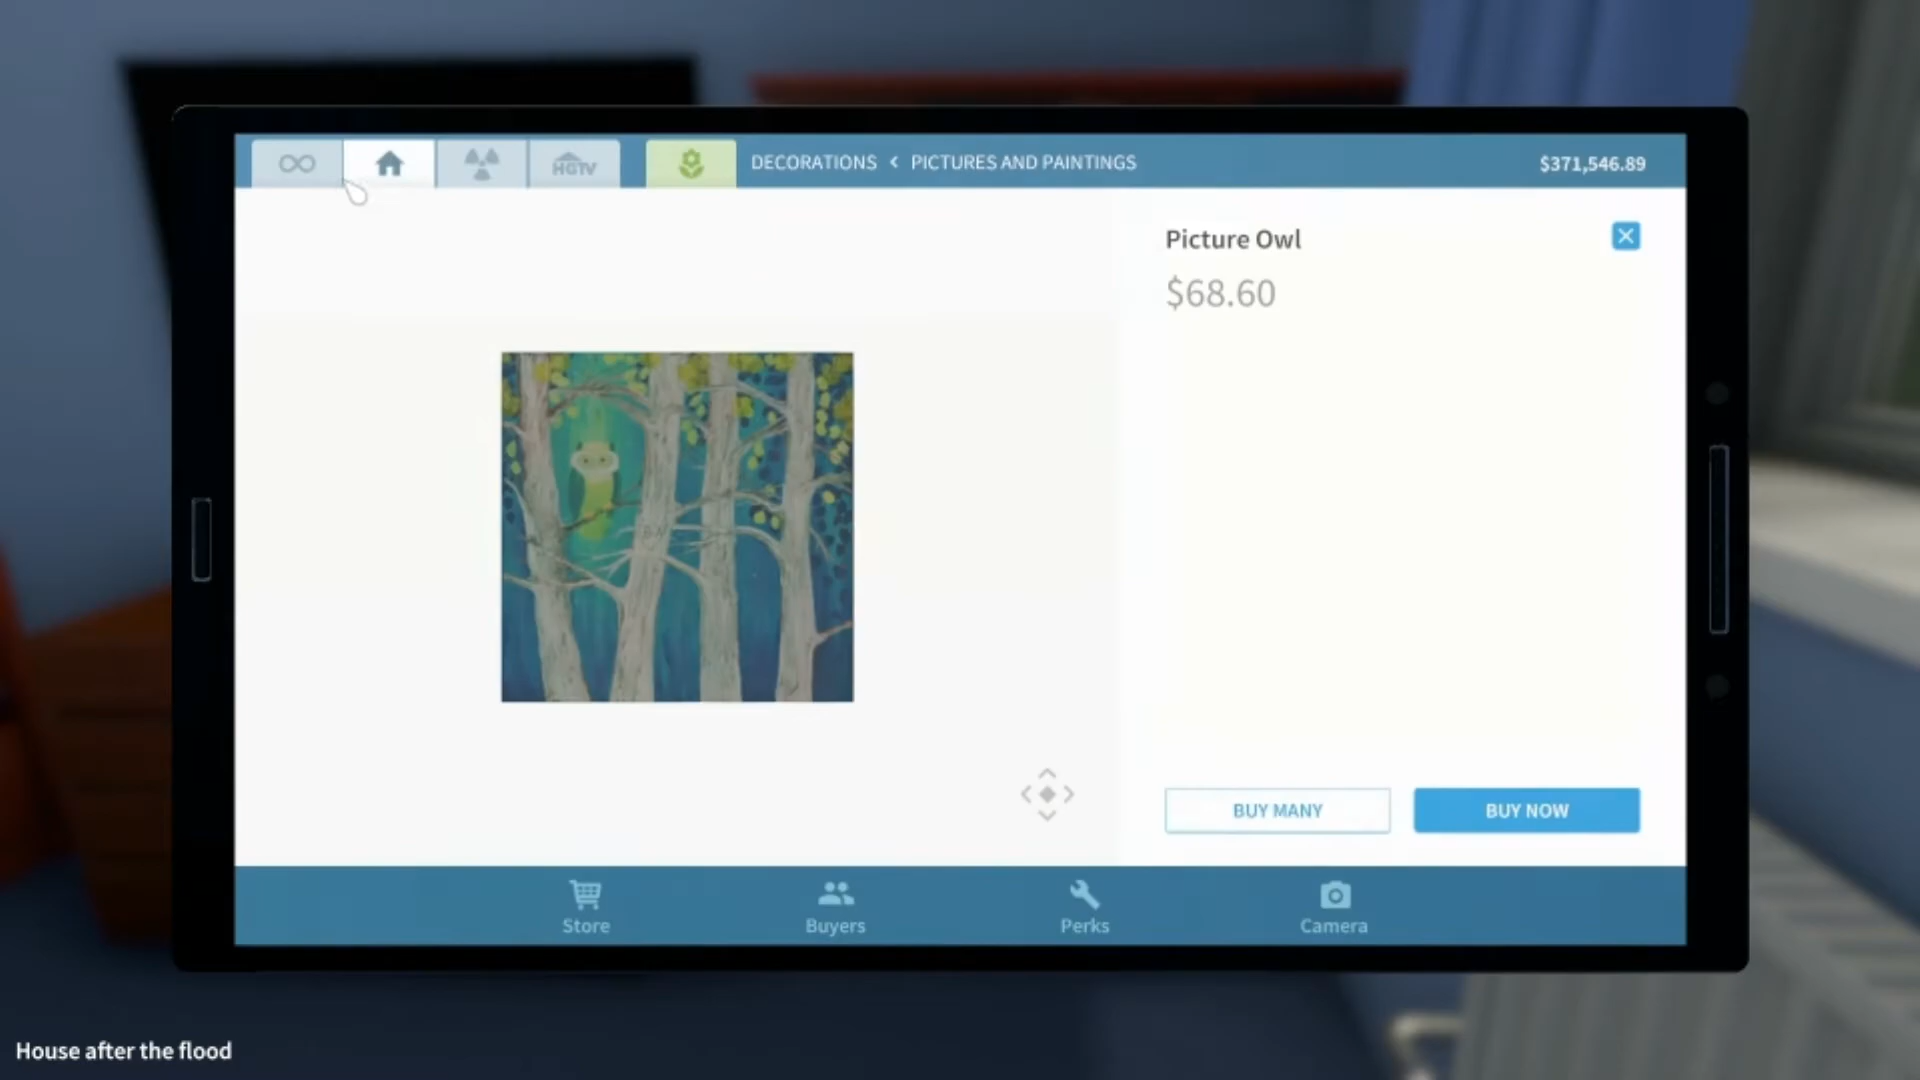 HGTV
DECORATIONS < PICTURES AND PAINTINGS
$371,546.89
Picture Owl
$68.60
BUY MANY
BUY NOW
Store
Buyers
Perks
Camera
House after the flood